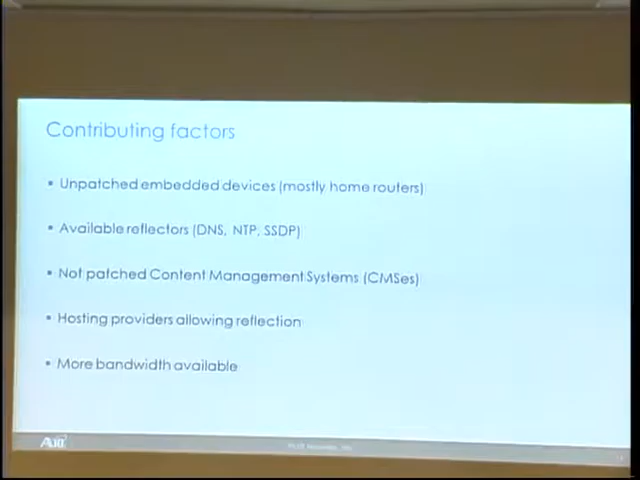 Contributing factors
▪ Unpatched embedded devices (mostly home routers)
▪ Available reflectors (DNS, NTP, SSDP)
▪ Not patched Content Management Systems (CMSes)
▪ Hosting providers allowing reflection
▪ More bandwidth available